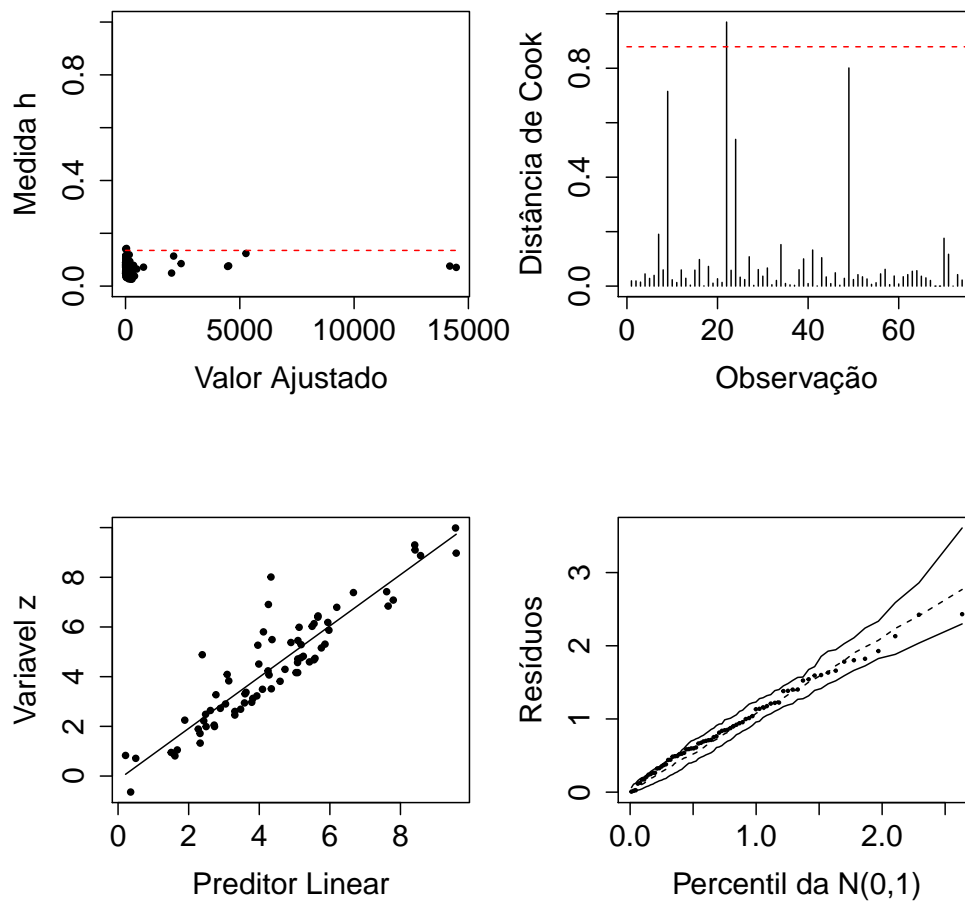 Medida h
0.0 0.4 0.8
0 5000 10000 15000
Valor Ajustado
Distância de Cook
0.0 0.4 0.8
0 20 40 60
Observação
Variavel z
0 2 4 6 8
0 2 4 6 8
Preditor Linear
Resíduos
0 1 2 3
0.0 1.0 2.0
Percentil da N(0,1)